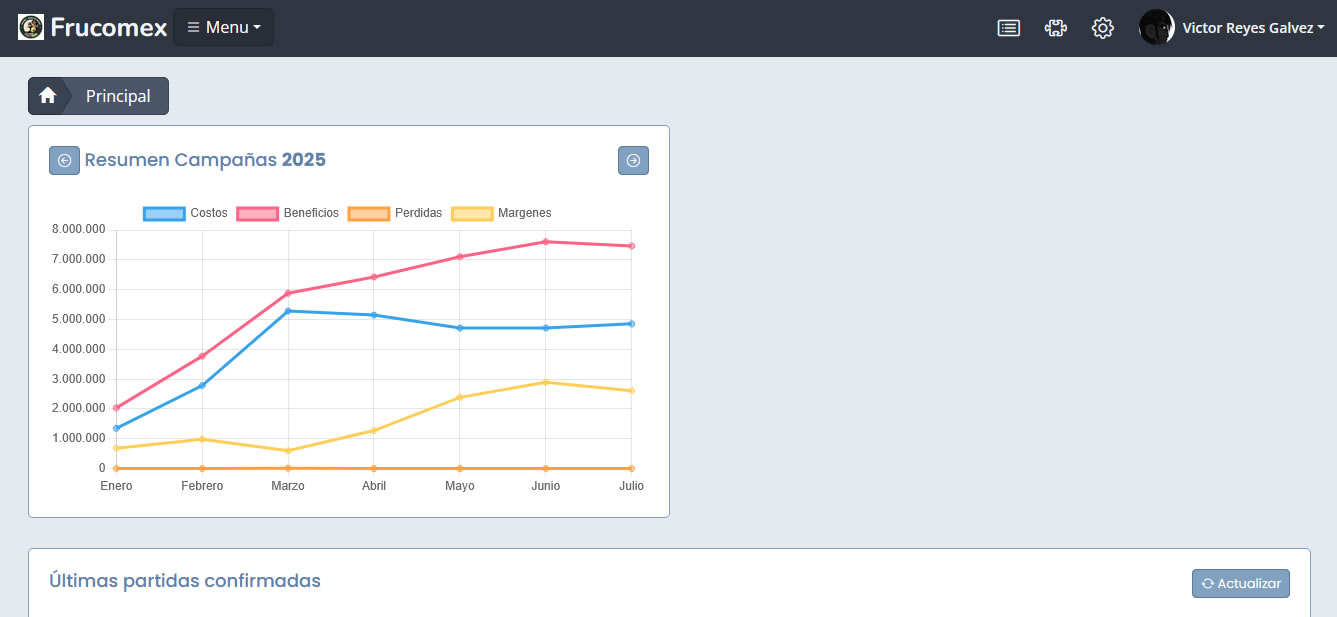 Frucomex Menu Victor Reyes Galvez
Principal
Resumen Campañas 2025
Costos Beneficios Perdidas Margenes
8.000.000
7.000.000
6.000.000
5.000.000
4.000.000
3.000.000
2.000.000
1.000.000
0
Enero Febrero Marzo Abril Mayo Junio Julio
Últimas partidas confirmadas Actualizar